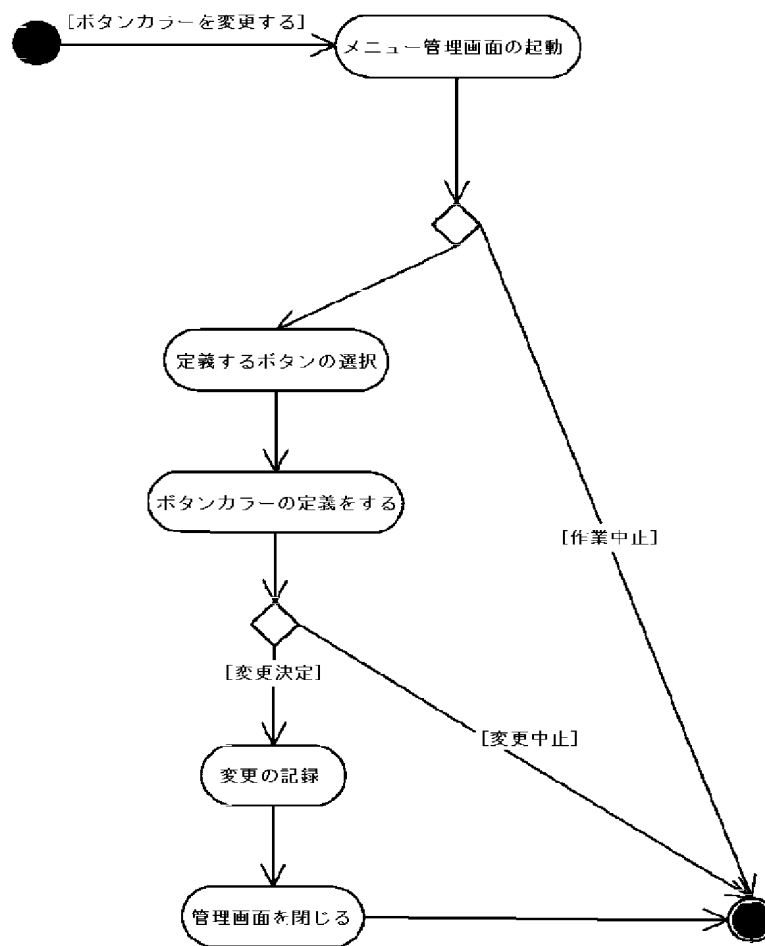 [ボタンカラーを変更する]
メニュー管理画面の起動
定義するボタンの選択
ボタンカラーの定義をする
[作業中止]
[変更決定]
[変更中止]
変更の記録
管理画面を閉じる